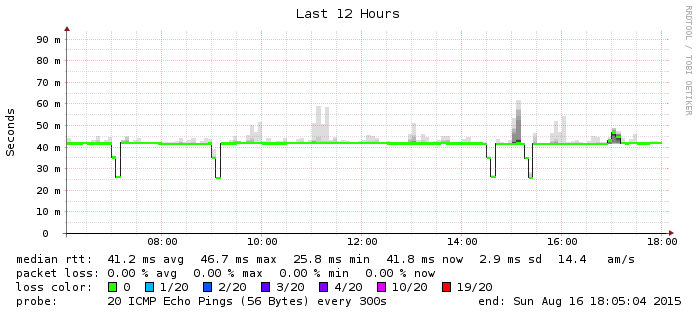 Last 12 Hours
RRDTOOL / TOBI OETIKER
Seconds
90 m
80 m
70 m
60 m
50 m
40 m
30 m
20 m
10 m
0
08:00 10:00 12:00 14:00 16:00 18:00
median rtt: 41.2 ms avg 46.7 ms max 25.8 ms min 41.8 ms now 2.9 ms sd 14.4 am/s
packet loss: 0.00 % avg 0.00 % max 0.00 % min 0.00 % now
loss color: 0 1/20 2/20 3/20 4/20 10/20 19/20
probe: 20 ICMP Echo Pings (56 Bytes) every 300s end: Sun Aug 16 18:05:04 2015